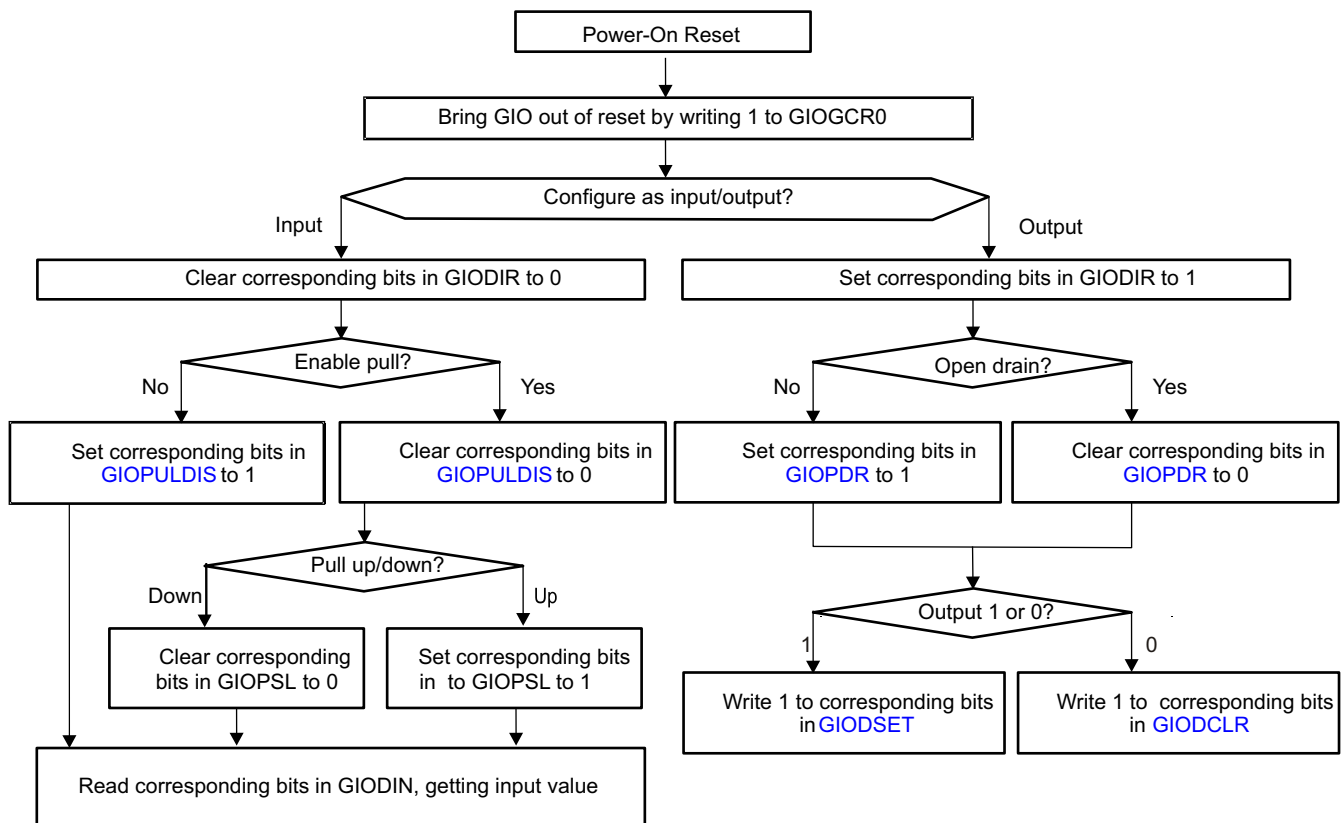 Power-On Reset
Bring GIO out of reset by writing 1 to GIOGCR0
Configure as input/output?
Input
Output
Clear corresponding bits in GIODIR to 0
Set corresponding bits in GIODIR to 1
Enable pull?
Open drain?
No
Yes
No
Yes
Set corresponding bits in
GIOPULDIS to 1
Clear corresponding bits in
GIOPULDIS to 0
Set corresponding bits in
GIOPDR to 1
Clear corresponding bits in
GIOPDR to 0
Pull up/down?
Down
Up
Output 1 or 0?
1
0
Clear corresponding
bits in GIOPSL to 0
Set corresponding bits
in to GIOPSL to 1
Write 1 to corresponding bits
in GIODSET
Write 1 to corresponding bits
in GIODCLR
Read corresponding bits in GIODIN, getting input value